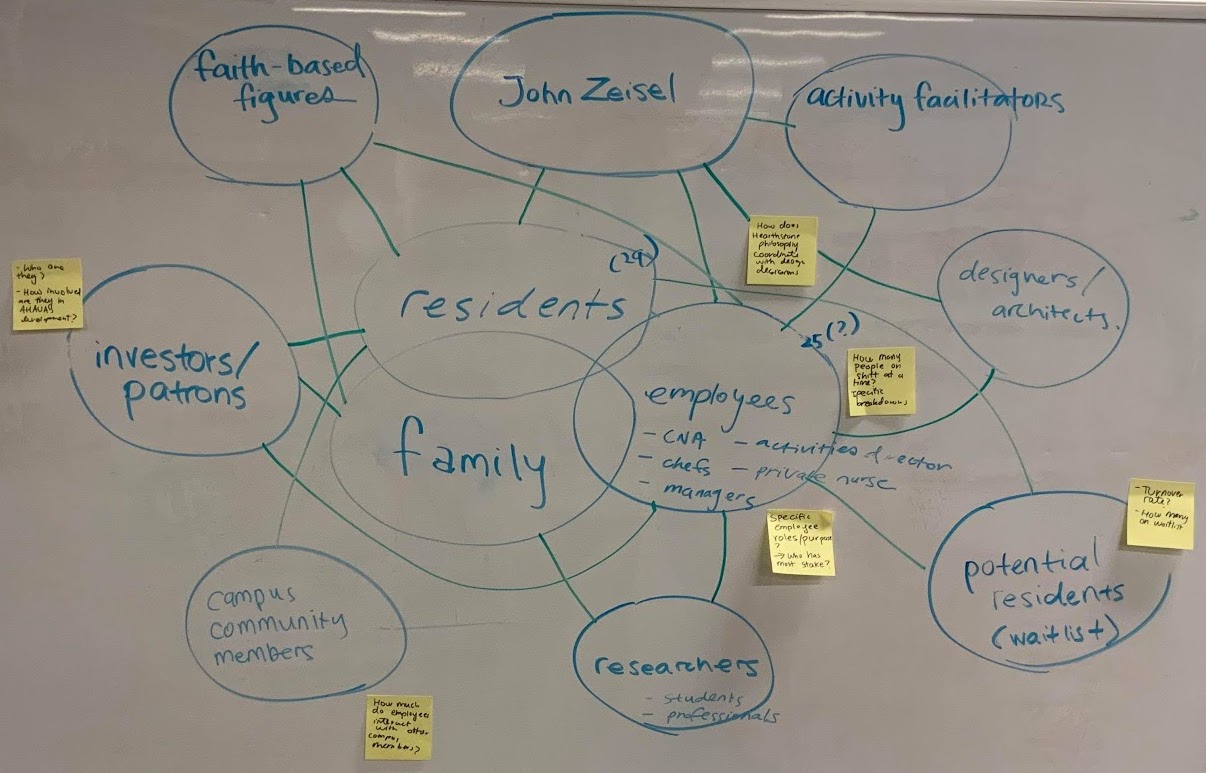 faith-based
figures
John Zeisel
activity facilitators
How does
Hearthstone
philosophy
coordinate
with design
decisions
designers/
architects.
(29)
residents
- Who are
they?
- How involved
are they in
development?
investors/
patrons
25(?)
How many
people on
shift at a
time?
specific
breakdowns
employees
- CNA - activities director
- chefs - private nurse
- managers
family
- Turnover
rate?
- How many
on waitlist
Specific
employee
roles/purpose
?
→ who has
most stake?
potential
residents
(waitlist)
campus
community
members
researchers
- students
- professionals
How much
do employees
interact
with other
campus
members?